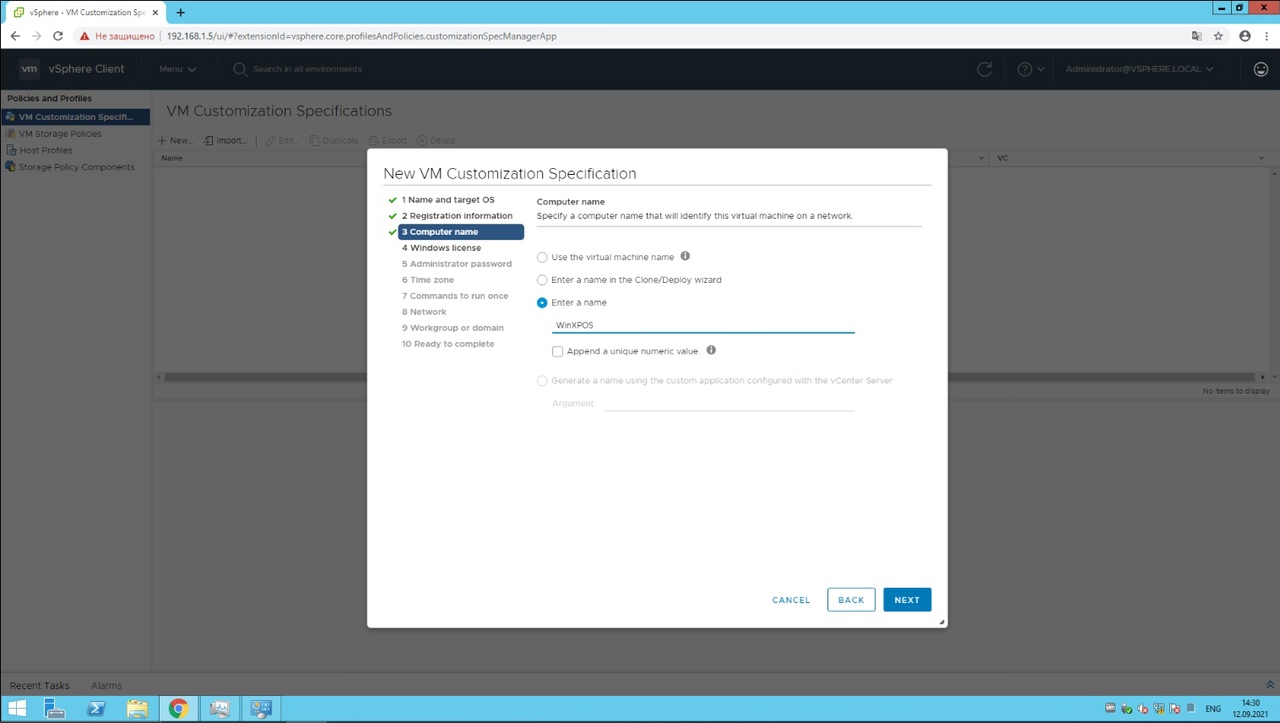 vSphere - VM Customization Spec
Не защищено
192.168.1.5/ui/#?extensionId=vsphere.core.profilesAndPolicies.customizationSpecManagerApp
vm vSphere Client
Menu
Search in all environments
Administrator@VSPHERE.LOCAL
Policies and Profiles
VM Customization Specifi...
VM Storage Policies
Host Profiles
Storage Policy Components
VM Customization Specifications
New... Import... Edit... Duplicate Export... Delete
Name
VC
No items to display
New VM Customization Specification
1 Name and target OS
2 Registration information
3 Computer name
4 Windows license
5 Administrator password
6 Time zone
7 Commands to run once
8 Network
9 Workgroup or domain
10 Ready to complete
Computer name
Specify a computer name that will identify this virtual machine on a network.
Use the virtual machine name
Enter a name in the Clone/Deploy wizard
Enter a name
WinXPOS
Append a unique numeric value.
Generate a name using the custom application configured with the vCenter Server
Argument
CANCEL
BACK
NEXT
Recent Tasks
Alarms
ENG
14:30
12.09.2021